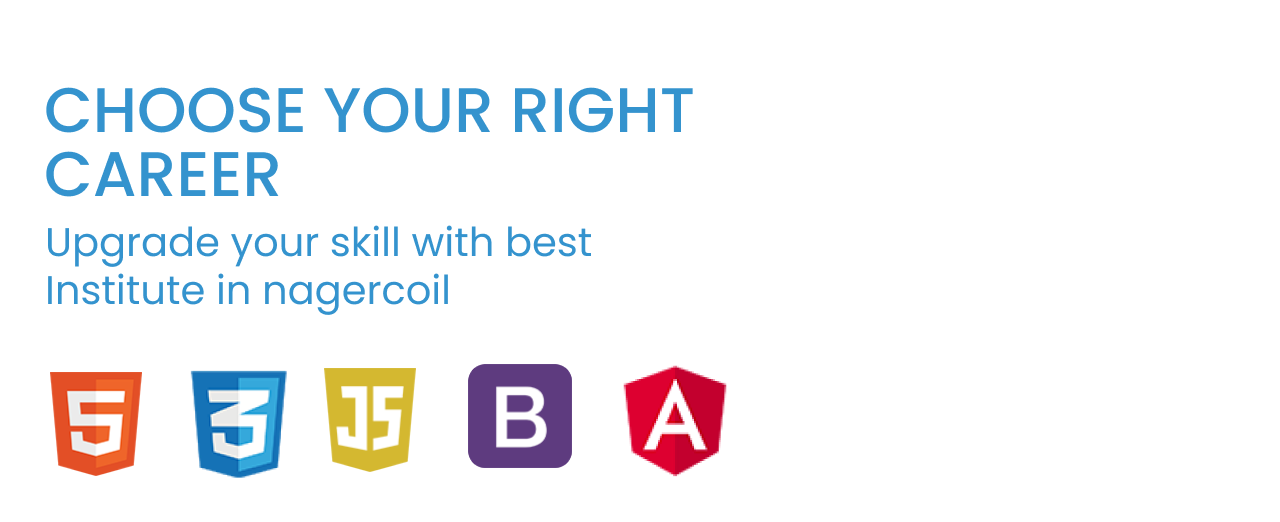 CHOOSE YOUR RIGHT
CAREER
Upgrade your skill with best
Institute in nagercoil
5 3 JS B A